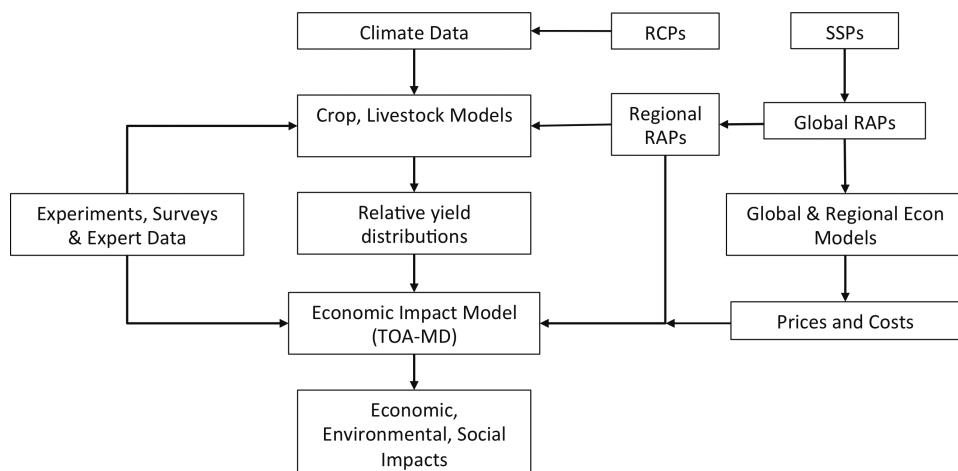 Climate Data
RCPs
SSPs
Crop, Livestock Models
Regional
RAPs
Global RAPs
Experiments, Surveys
& Expert Data
Relative yield
distributions
Global & Regional Econ
Models
Economic Impact Model
(TOA-MD)
Prices and Costs
Economic,
Environmental, Social
Impacts